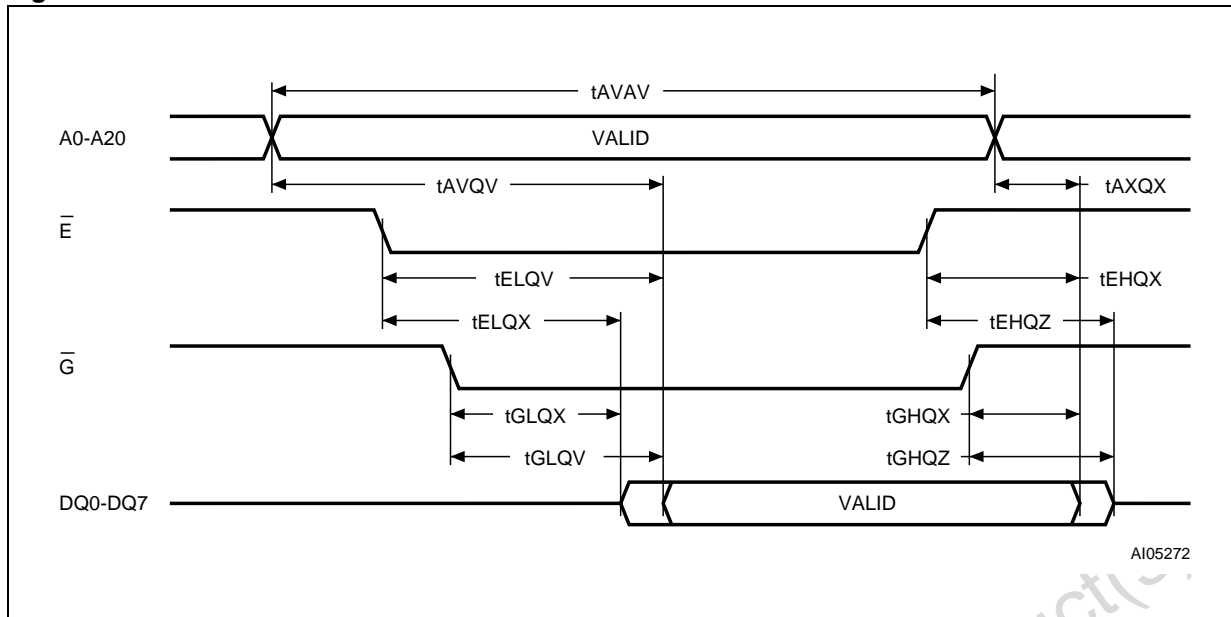 tAVAV
A0-A20
VALID
tAVQV
tAXQX
E
tELQV
tEHQX
tELQX
tEHQZ
G
tGLQX
tGHQX
tGLQV
tGHQZ
DQ0-DQ7
VALID
AI05272